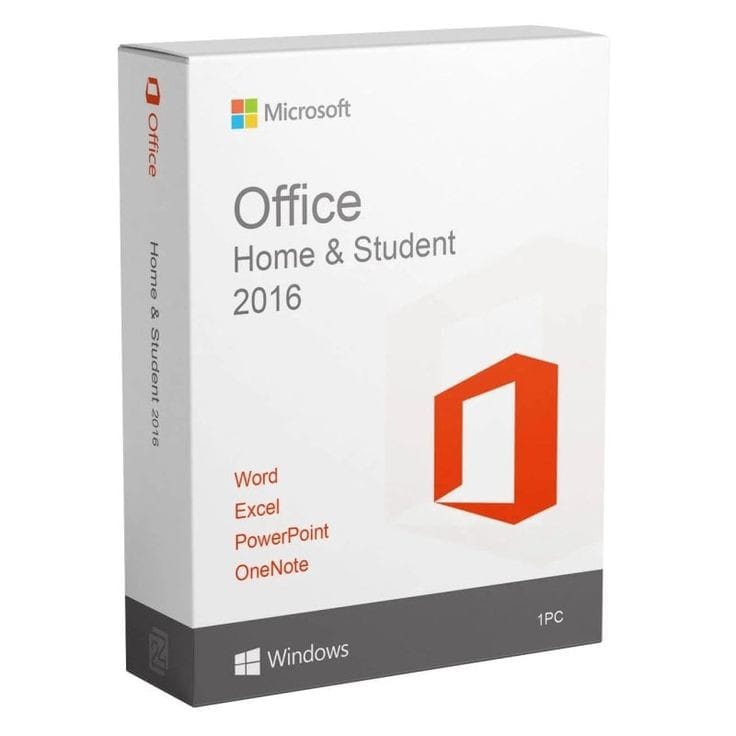 Office
Home & Student 2016
Microsoft
Office
Home & Student
2016
Word
Excel
PowerPoint
OneNote
1PC
Windows